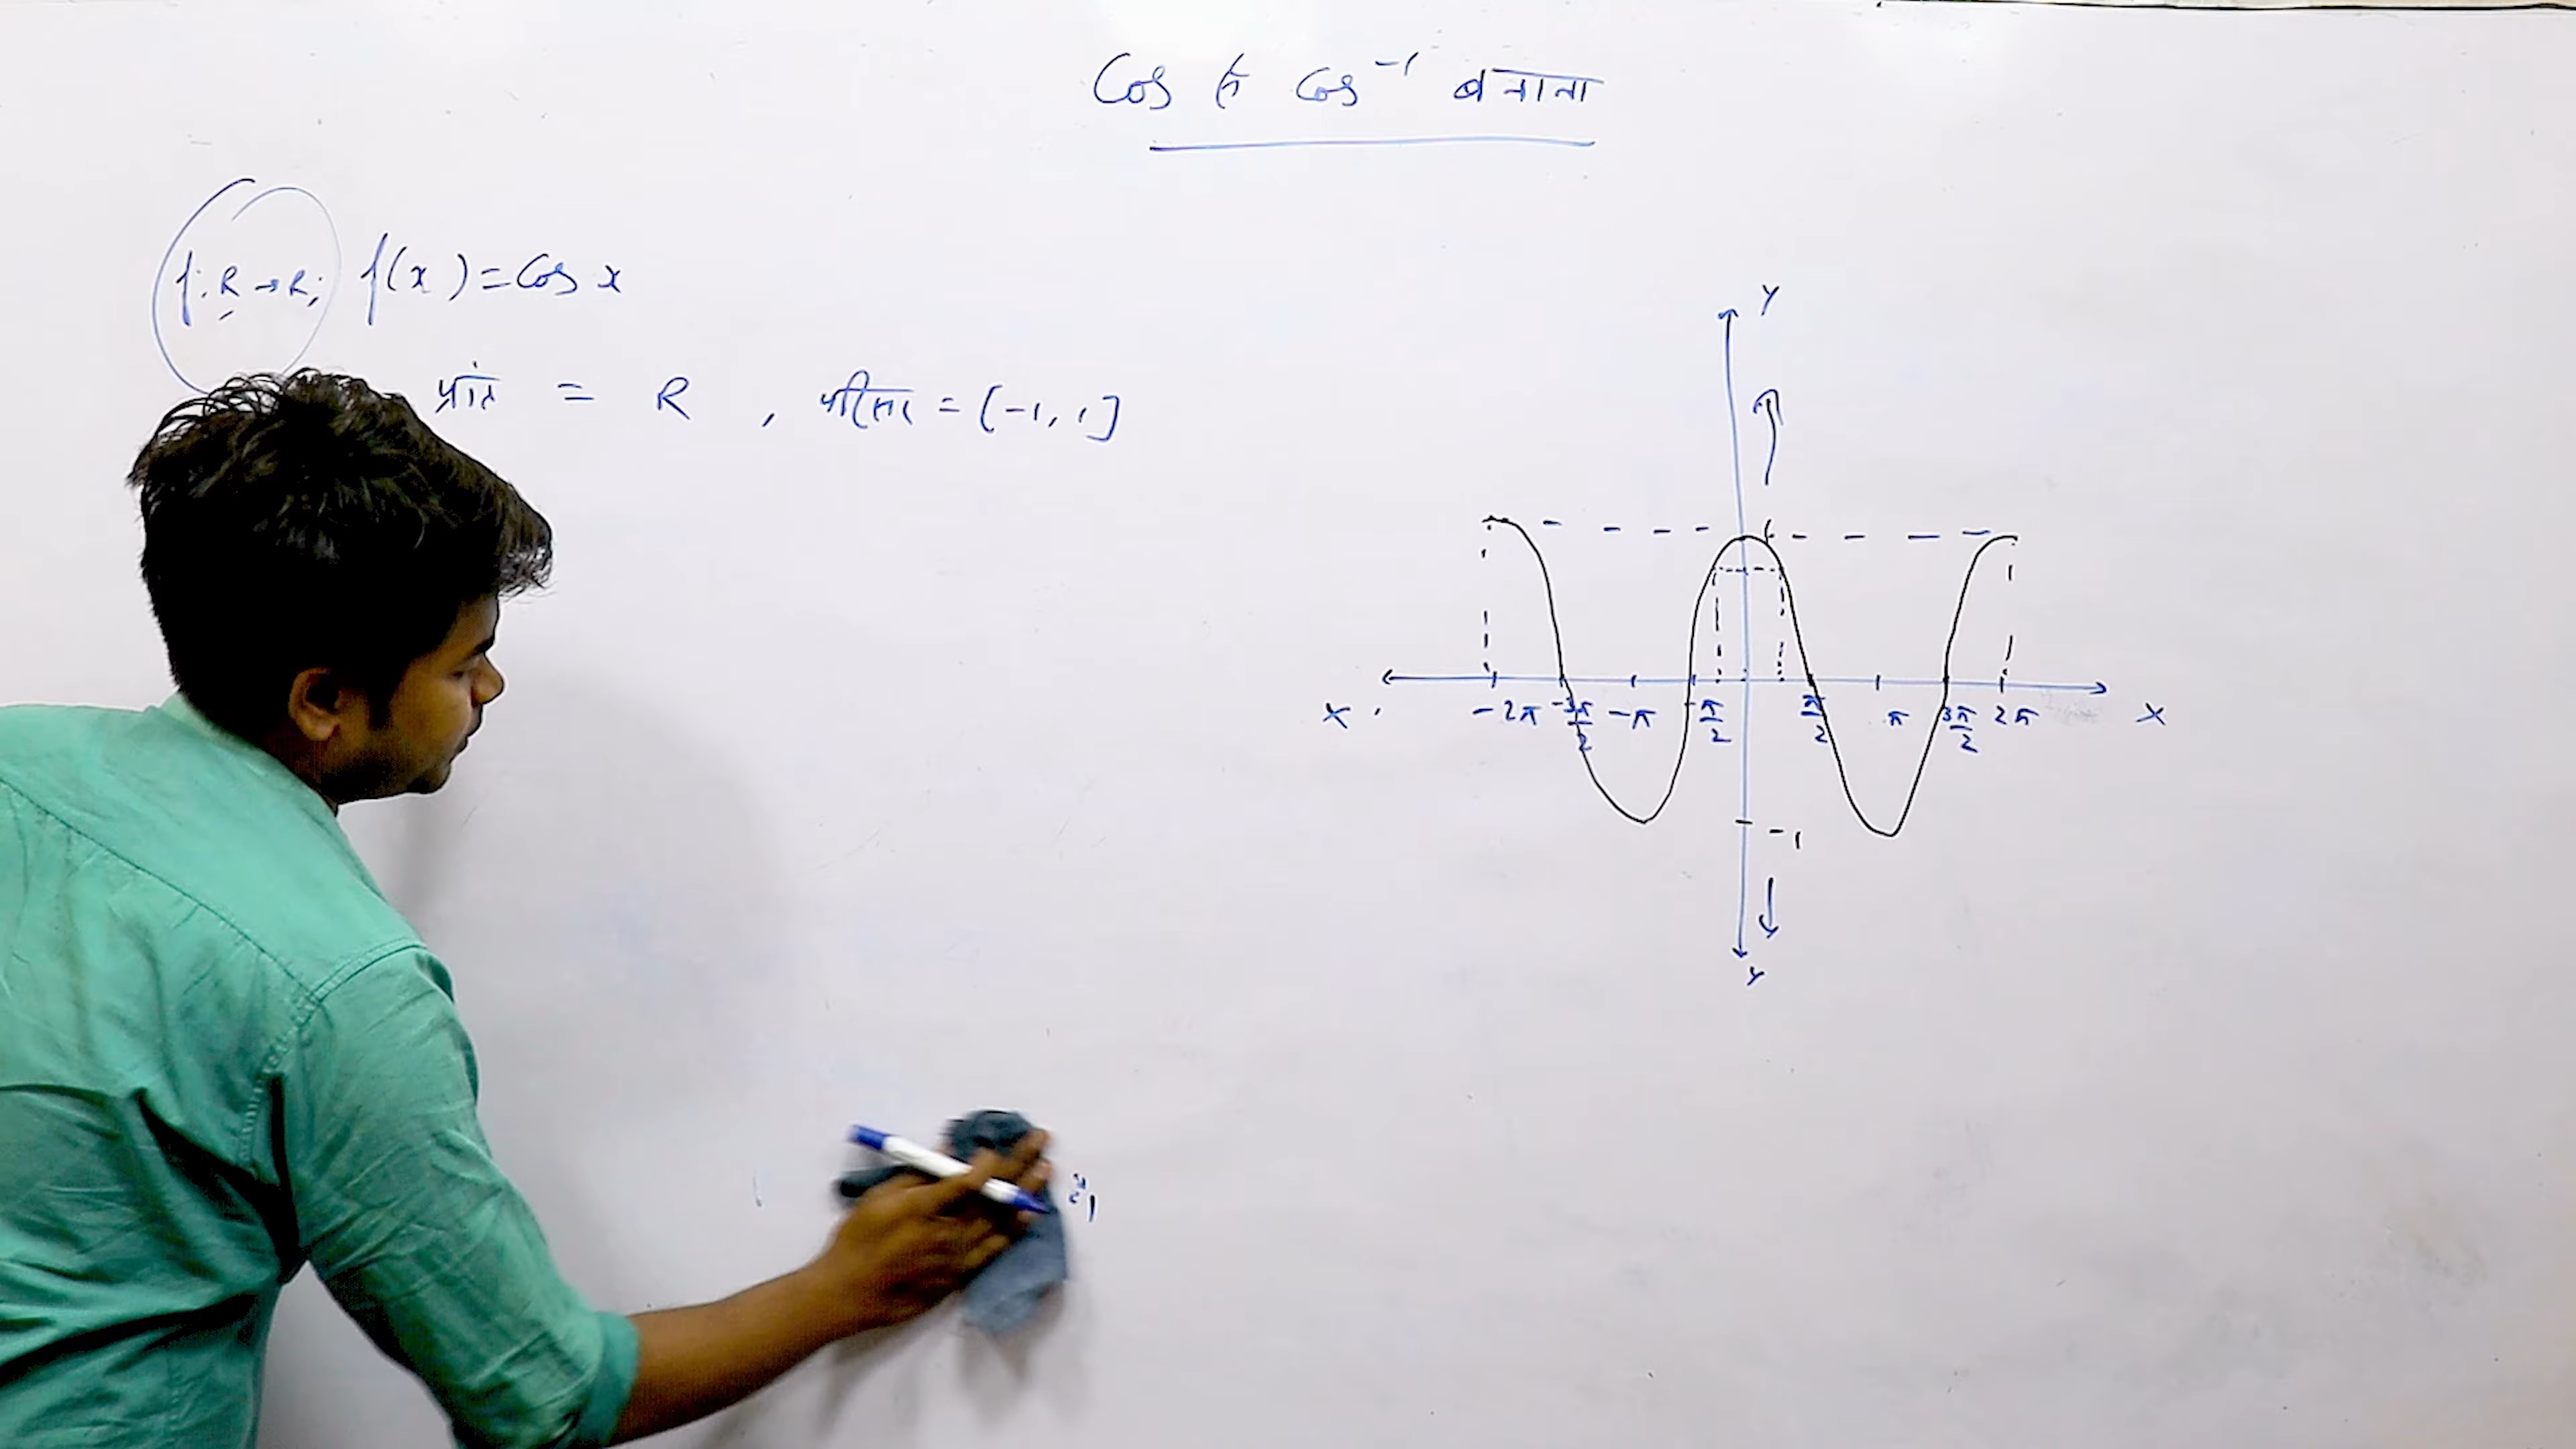 Cos से Cos⁻¹ बनाना
f: R → R; f(x) = Cos x
प्रांत = R , परिसर = [-1, 1]
Y
-2π -3π/2 -π -π/2 π/2 π 3π/2 2π
X X
-1
Y